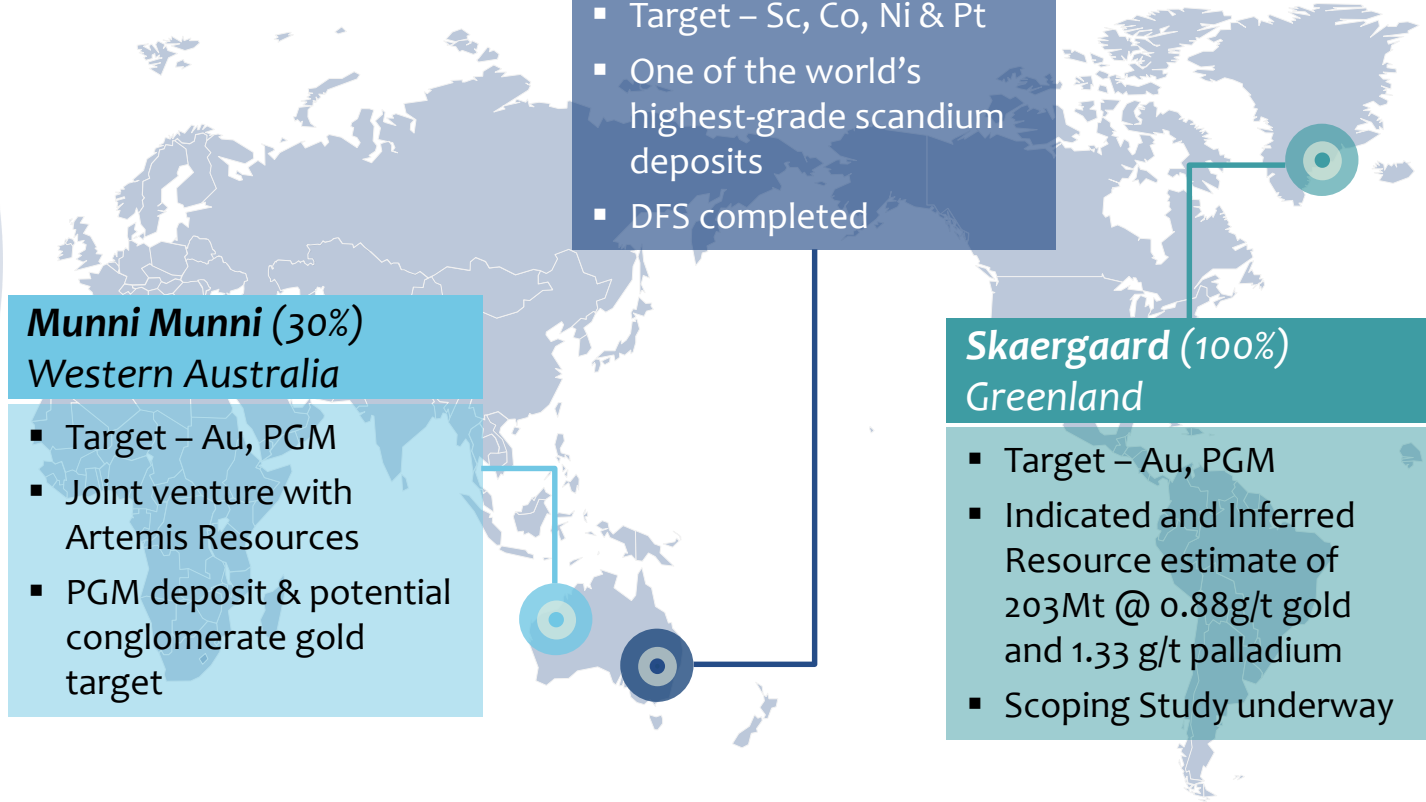 ▪ Target – Sc, Co, Ni & Pt
▪ One of the world's
highest-grade scandium
deposits
▪ DFS completed
Munni Munni (30%)
Western Australia
▪ Target – Au, PGM
▪ Joint venture with
Artemis Resources
▪ PGM deposit & potential
conglomerate gold
target
Skaergaard (100%)
Greenland
▪ Target – Au, PGM
▪ Indicated and Inferred
Resource estimate of
203Mt @ 0.88g/t gold
and 1.33 g/t palladium
▪ Scoping Study underway